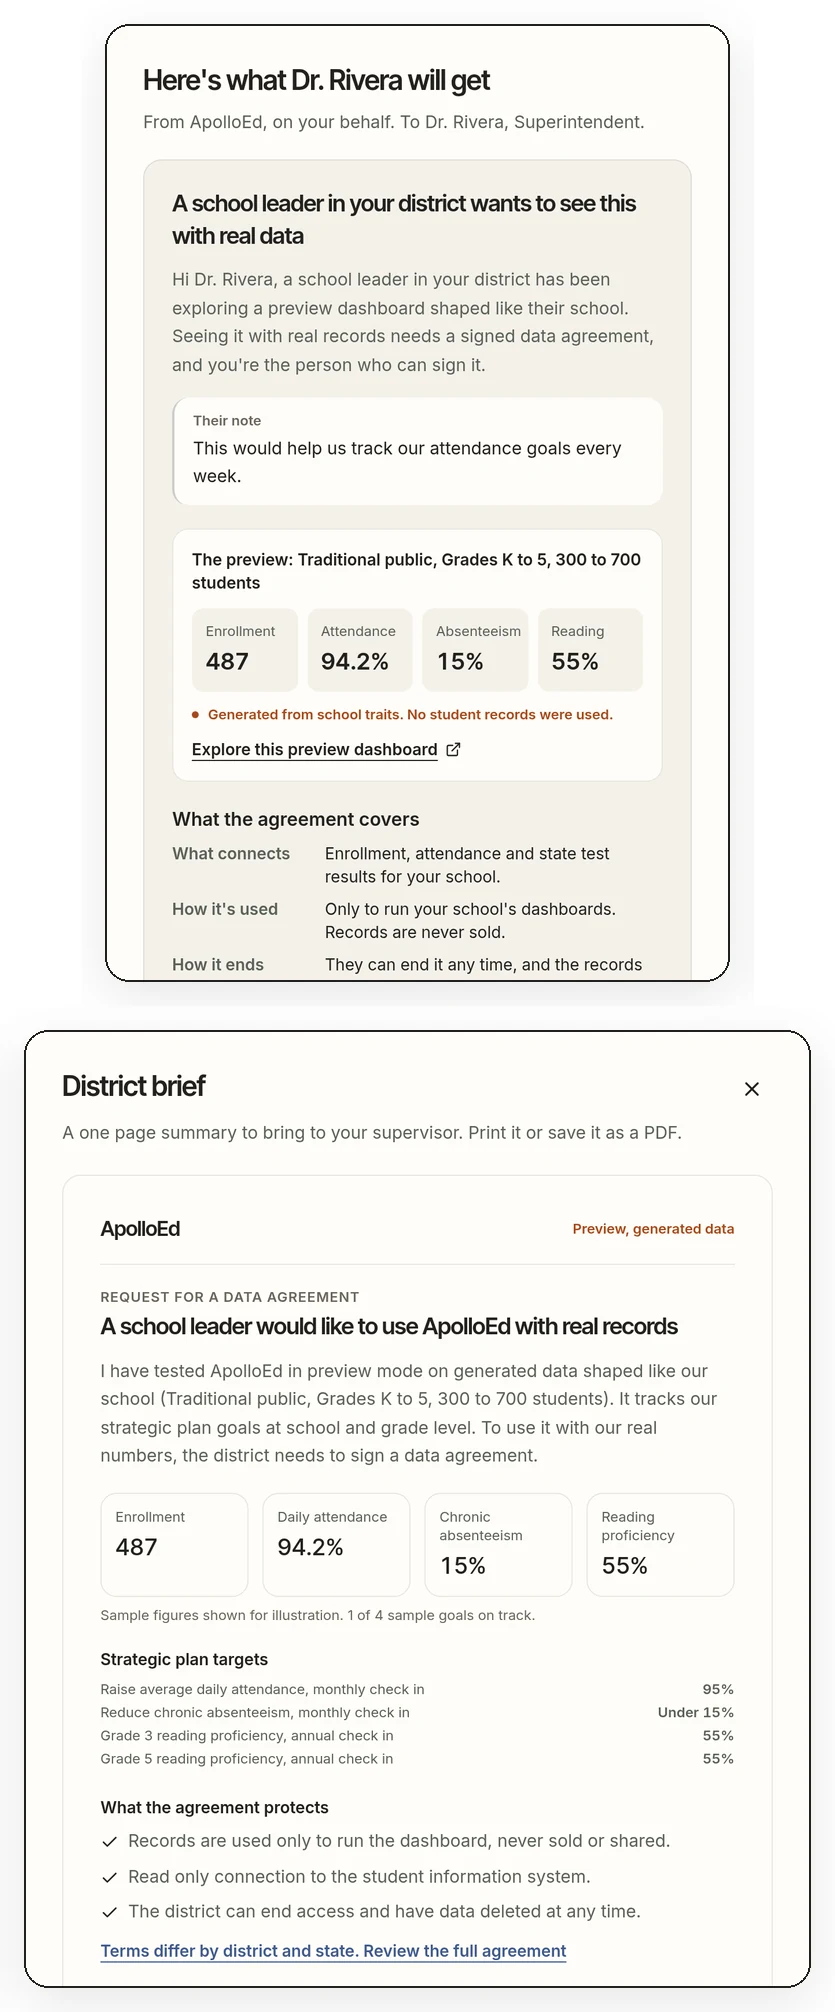 Here's what Dr. Rivera will get
From ApolloEd, on your behalf. To Dr. Rivera, Superintendent.
A school leader in your district wants to see this
with real data
Hi Dr. Rivera, a school leader in your district has been
exploring a preview dashboard shaped like their school.
Seeing it with real records needs a signed data agreement,
and you're the person who can sign it.
Their note
This would help us track our attendance goals every
week.
The preview: Traditional public, Grades K to 5, 300 to 700
students
Enrollment Attendance Absenteeism Reading
487 94.2% 15% 55%
Generated from school traits. No student records were used.
Explore this preview dashboard
What the agreement covers
What connects Enrollment, attendance and state test
results for your school.
How it's used Only to run your school's dashboards.
Records are never sold.
How it ends They can end it any time, and the records
District brief
A one page summary to bring to your supervisor. Print it or save it as a PDF.
ApolloEd Preview, generated data
REQUEST FOR A DATA AGREEMENT
A school leader would like to use ApolloEd with real records
I have tested ApolloEd in preview mode on generated data shaped like our
school (Traditional public, Grades K to 5, 300 to 700 students). It tracks our
strategic plan goals at school and grade level. To use it with our real
numbers, the district needs to sign a data agreement.
Enrollment
487
Daily attendance
94.2%
Chronic
absenteeism
15%
Reading
proficiency
55%
Sample figures shown for illustration. 1 of 4 sample goals on track.
Strategic plan targets
Raise average daily attendance, monthly check in 95%
Reduce chronic absenteeism, monthly check in Under 15%
Grade 3 reading proficiency, annual check in 55%
Grade 5 reading proficiency, annual check in 55%
What the agreement protects
Records are used only to run the dashboard, never sold or shared.
Read only connection to the student information system.
The district can end access and have data deleted at any time.
Terms differ by district and state. Review the full agreement